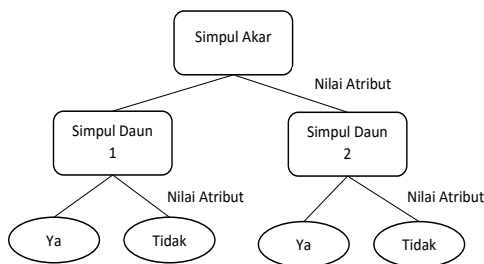 Simpul Akar
Nilai Atribut
Simpul Daun
1
Simpul Daun
2
Nilai Atribut
Nilai Atribut
Ya
Tidak
Ya
Tidak